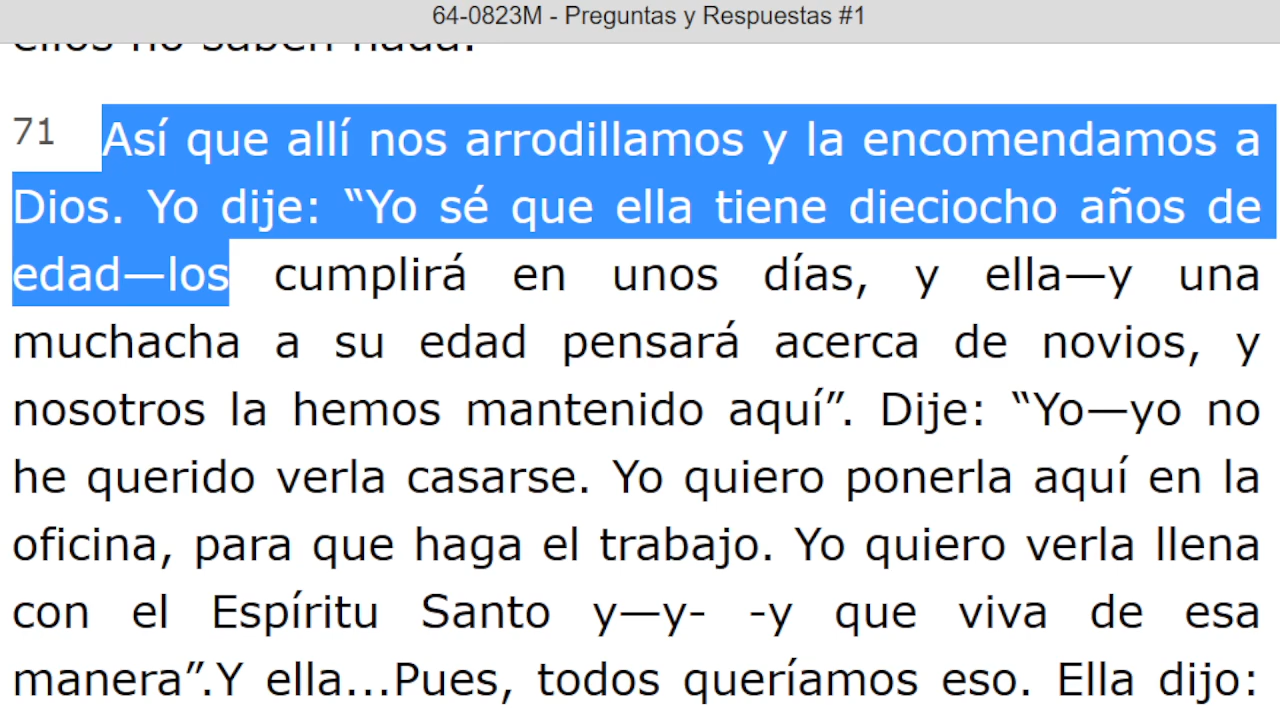 64-0823M - Preguntas y Respuestas #1
ellos no saben nada.
71 Así que allí nos arrodillamos y la encomendamos a
Dios. Yo dije: “Yo sé que ella tiene dieciocho años de
edad—los cumplirá en unos días, y ella—y una
muchacha a su edad pensará acerca de novios, y
nosotros la hemos mantenido aquí”. Dije: “Yo—yo no
he querido verla casarse. Yo quiero ponerla aquí en la
oficina, para que haga el trabajo. Yo quiero verla llena
con el Espíritu Santo y—y- -y que viva de esa
manera”.Y ella...Pues, todos queríamos eso. Ella dijo: